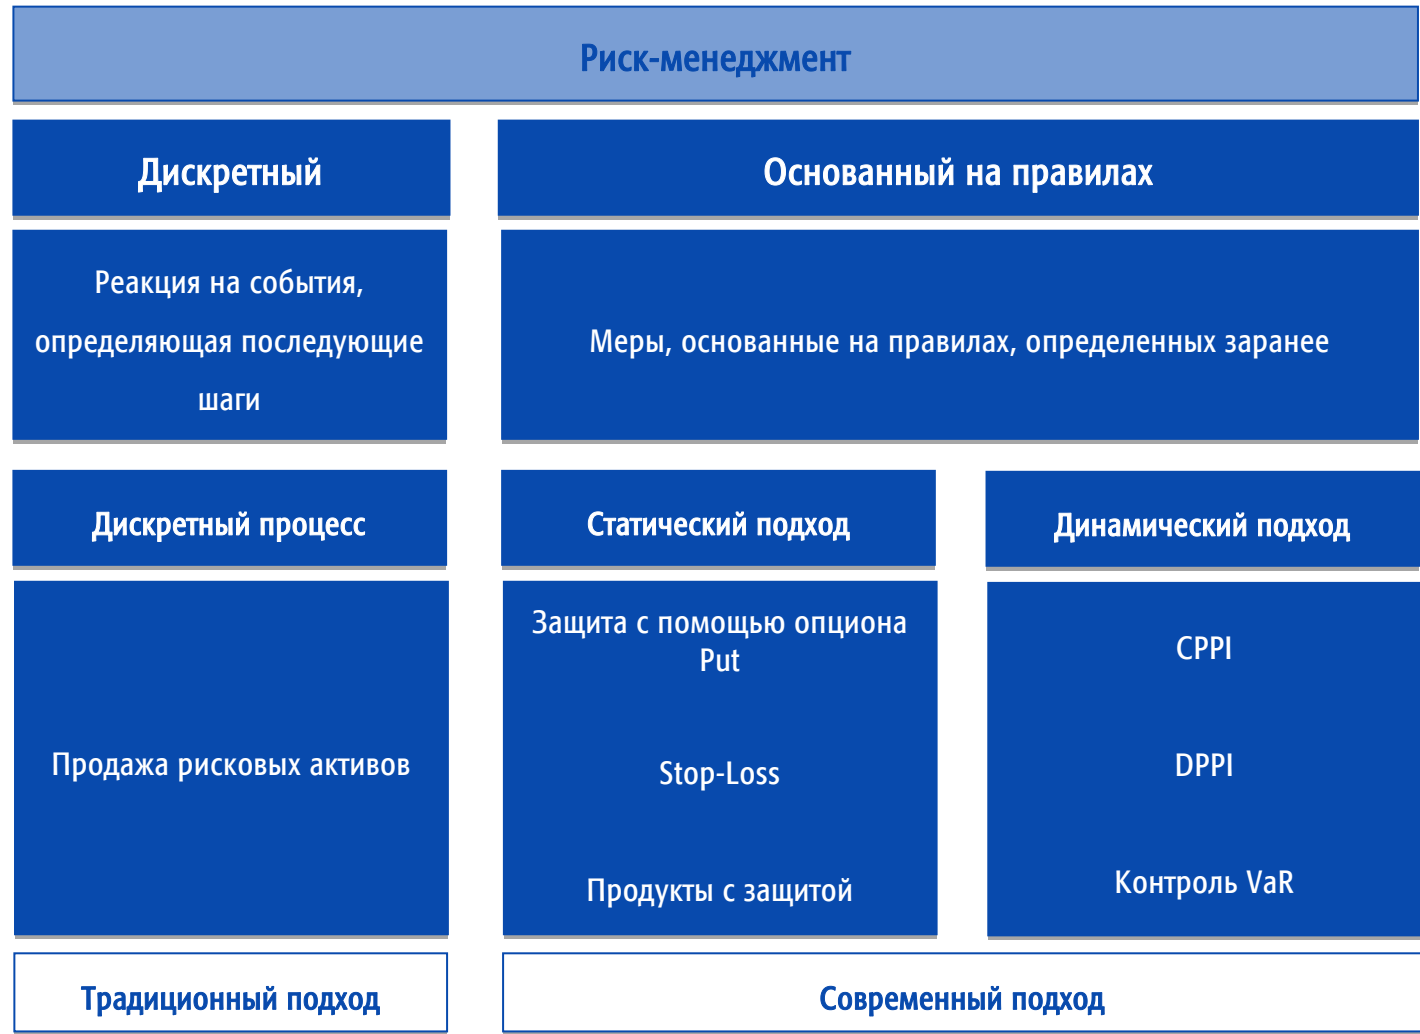 Риск-менеджмент
Дискретный
Основанный на правилах
Реакция на события,
определяющая последующие
шаги
Меры, основанные на правилах, определенных заранее
Дискретный процесс
Статический подход
Динамический подход
Продажа рисковых активов
Защита с помощью опциона
Put
Stop-Loss
Продукты с защитой
CPPI
DPPI
Контроль VaR
Традиционный подход
Современный подход